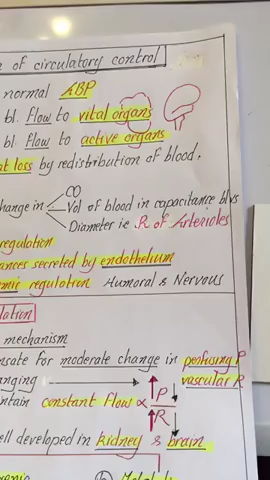 n of circulatory control
normal ABP
bl. flow to vital organs
bl. flow to active organs
at loss by redistribution of blood.
CO
change in Vol of blood in capacitance blvs
Diameter ie R of Arterioles
regulation
ances secreted by endothelium
emic regulation Humoral & Nervous
lation
mechanism
nsate for moderate change in perfusing P
anging vascular R
ntain constant flow ∝ P
R
ell developed in kidney & brain